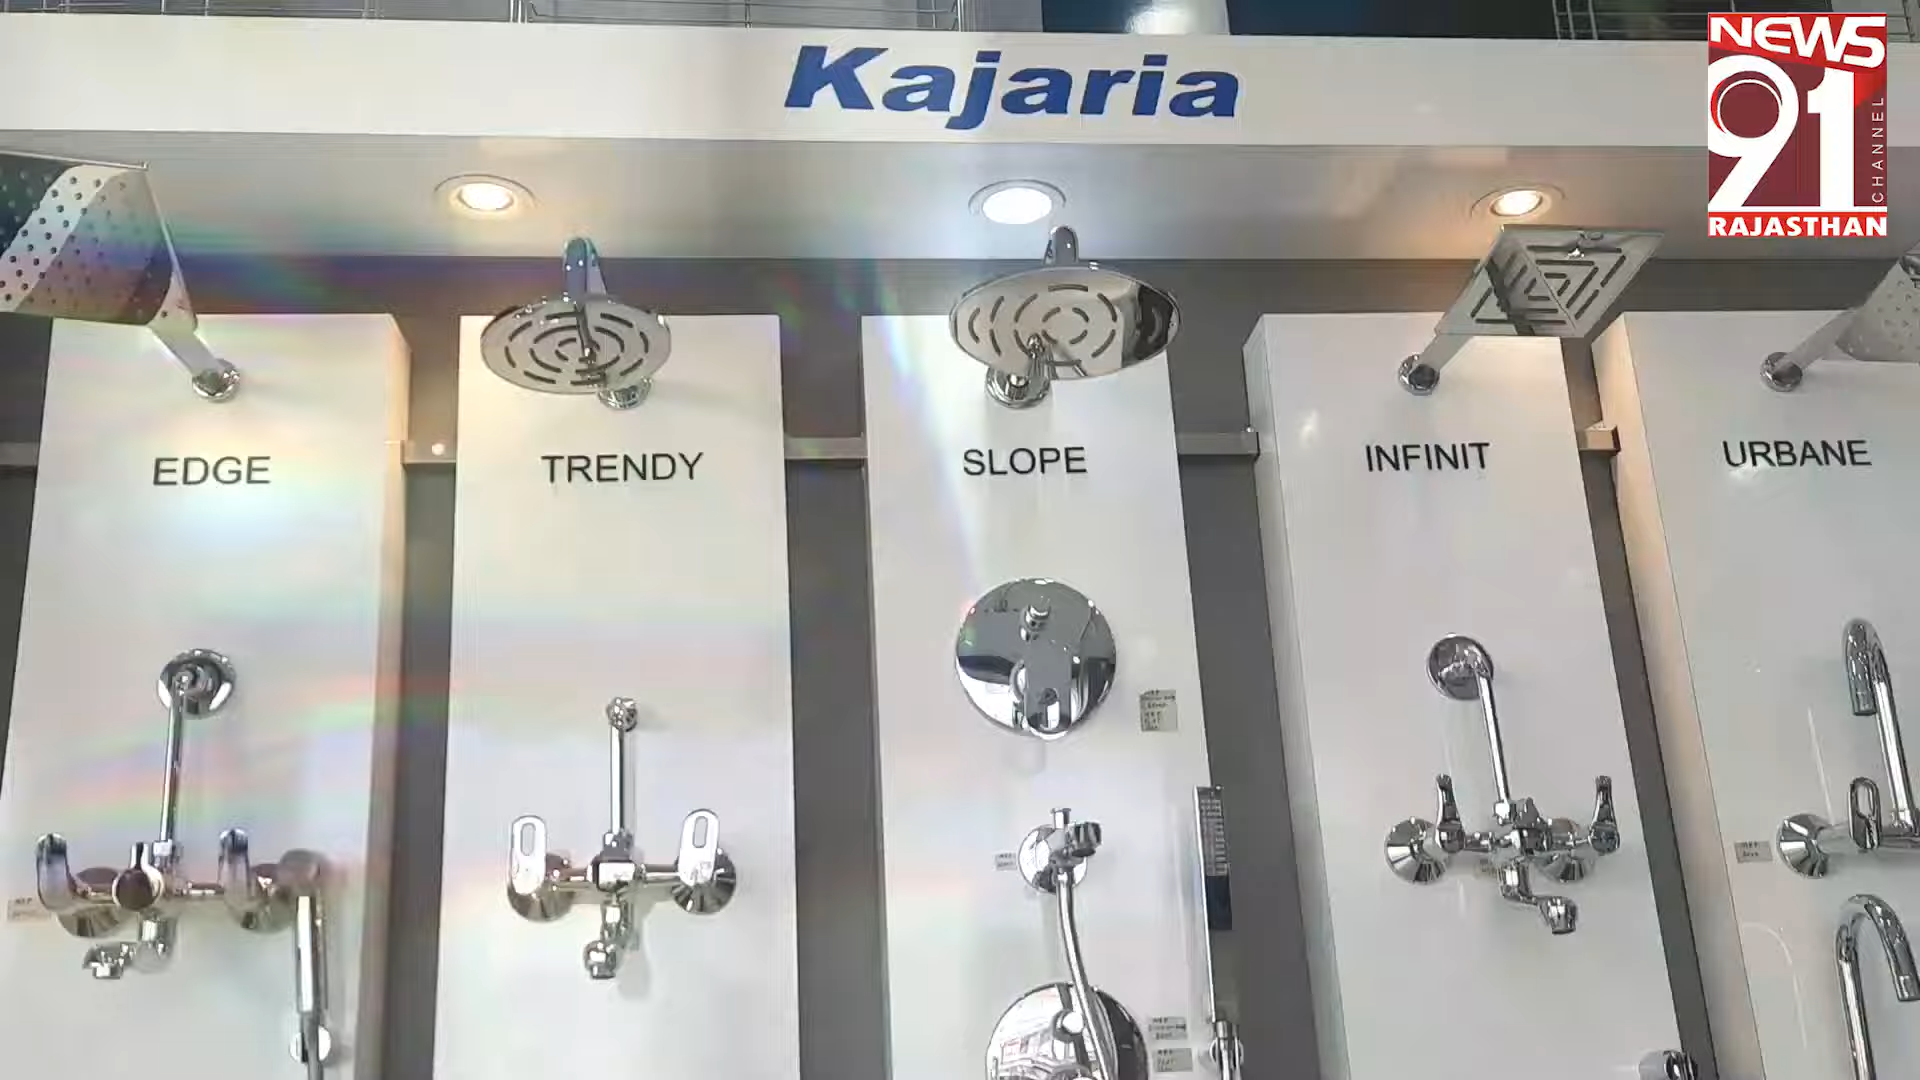 Kajaria
NEWS
91
CHANNEL
RAJASTHAN
EDGE
TRENDY
SLOPE
INFINIT
URBANE